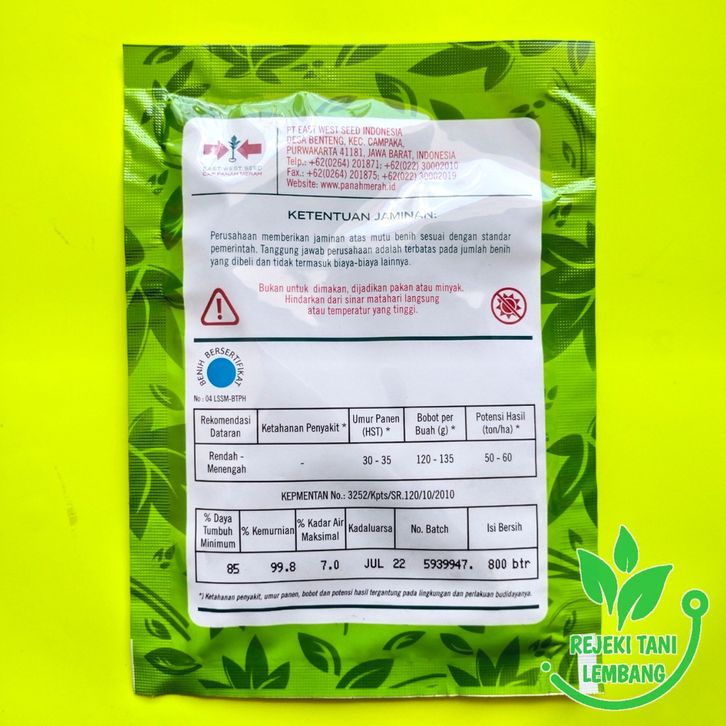 PT EAST WEST SEED INDONESIA
DESA BENTENG, KEC. CAMPAKA,
PURWAKARTA 41181, JAWA BARAT, INDONESIA
Telp.: +62(0264) 201871; +62(022) 30002010
Fax.: +62(0264) 201875; +62(022) 30002019
Website: www.panahmerah.id
EAST WEST SEED
CAP PANAH MERAH
KETENTUAN JAMINAN:
Perusahaan memberikan jaminan atas mutu benih sesuai dengan standar
pemerintah. Tanggung jawab perusahaan adalah terbatas pada jumlah benih
yang dibeli dan tidak termasuk biaya-biaya lainnya.
Bukan untuk dimakan, dijadikan pakan atau minyak.
Hindarkan dari sinar matahari langsung
atau temperatur yang tinggi.
BENIH BERSERTIFIKAT
No : 04 LSSM-BTPH
Rekomendasi Dataran Ketahanan Penyakit * Umur Panen (HST) * Bobot per Buah (g) * Potensi Hasil (ton/ha) *
Rendah - Menengah - 30 - 35 120 - 135 50 - 60
KEPMENTAN No.: 3252/Kpts/SR.120/10/2010
% Daya Tumbuh Minimum % Kemurnian % Kadar Air Maksimal Kadaluarsa No. Batch Isi Bersih
85 99.8 7.0 JUL 22 5939947. 800 btr
*) Ketahanan penyakit, umur panen, bobot dan potensi hasil tergantung pada lingkungan dan perlakuan budidayanya.
REJEKI TANI
LEMBANG